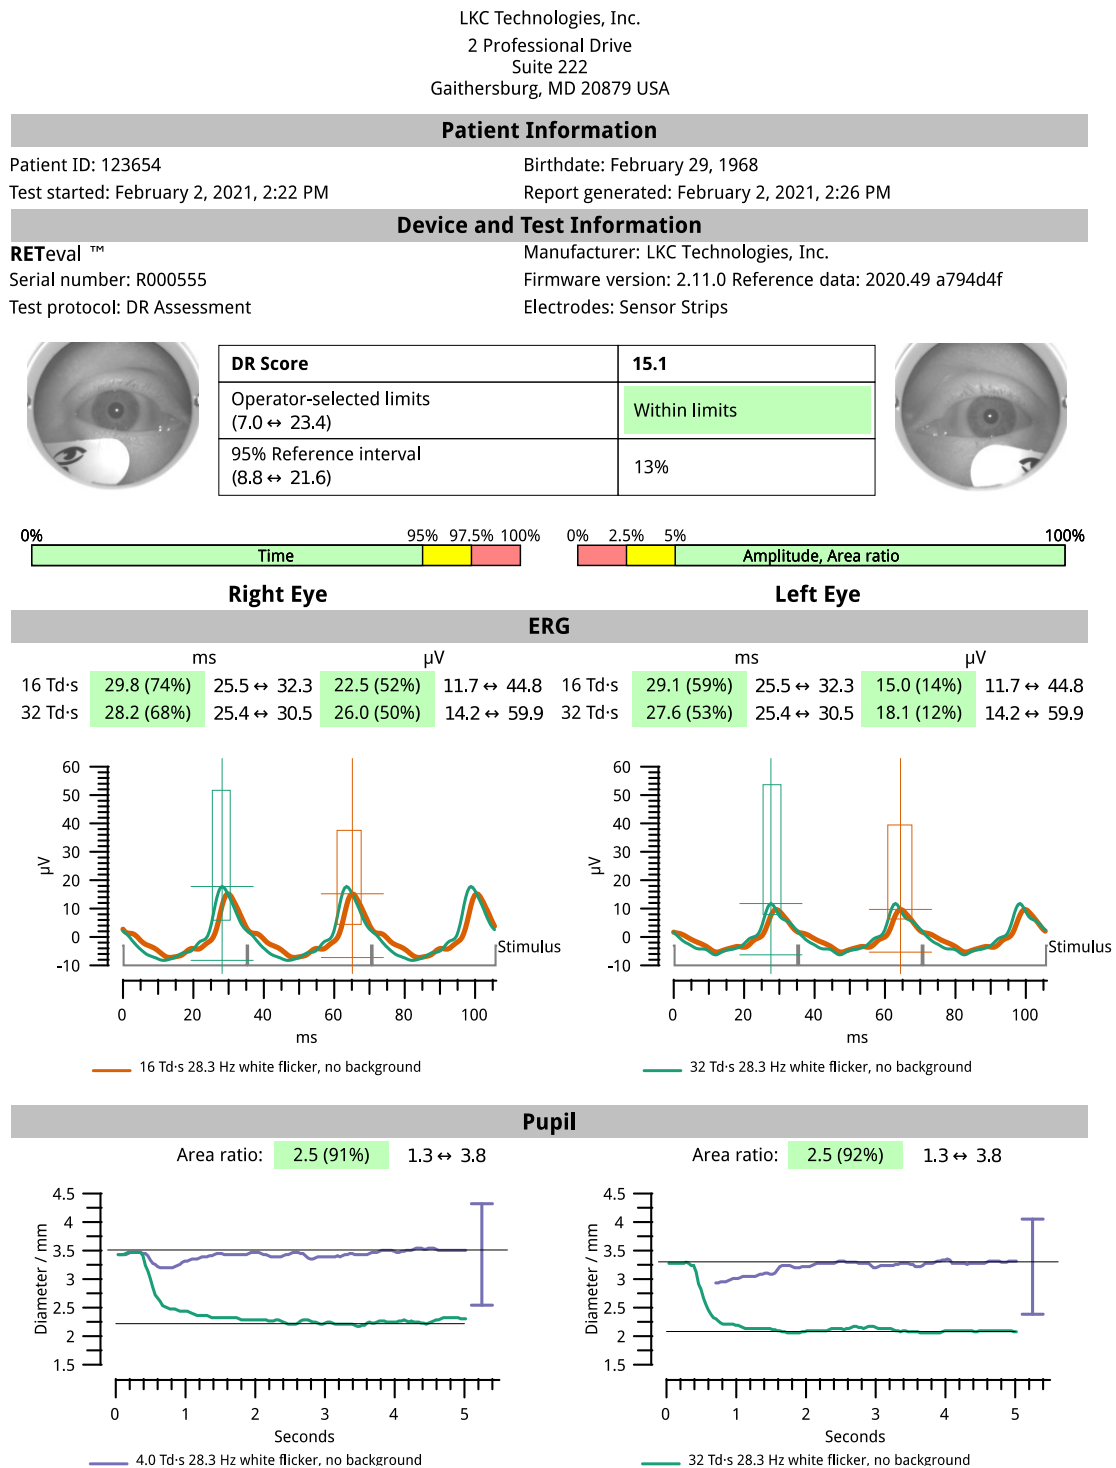 LKC Technologies, Inc.
2 Professional Drive
Suite 222
Gaithersburg, MD 20879 USA
Patient Information
Patient ID: 123654 Birthdate: February 29, 1968
Test started: February 2, 2021, 2:22 PM Report generated: February 2, 2021, 2:26 PM
Device and Test Information
RETeval ™ Manufacturer: LKC Technologies, Inc.
Serial number: R000555 Firmware version: 2.11.0 Reference data: 2020.49 a794d4f
Test protocol: DR Assessment Electrodes: Sensor Strips
DR Score 15.1
Operator-selected limits
(7.0 ↔ 23.4) Within limits
95% Reference interval
(8.8 ↔ 21.6) 13%
0% 95% 97.5% 100% 0% 2.5% 5% 100%
Time Amplitude, Area ratio
Right Eye Left Eye
ERG
ms µV ms µV
16 Td·s 29.8 (74%) 25.5 ↔ 32.3 22.5 (52%) 11.7 ↔ 44.8 16 Td·s 29.1 (59%) 25.5 ↔ 32.3 15.0 (14%) 11.7 ↔ 44.8
32 Td·s 28.2 (68%) 25.4 ↔ 30.5 26.0 (50%) 14.2 ↔ 59.9 32 Td·s 27.6 (53%) 25.4 ↔ 30.5 18.1 (12%) 14.2 ↔ 59.9
60 60
50 50
40 40
30 30
µV µV
20 20
10 10
0 Stimulus 0 Stimulus
-10 -10
0 20 40 60 80 100 0 20 40 60 80 100
ms ms
16 Td·s 28.3 Hz white flicker, no background 32 Td·s 28.3 Hz white flicker, no background
Pupil
Area ratio: 2.5 (91%) 1.3 ↔ 3.8 Area ratio: 2.5 (92%) 1.3 ↔ 3.8
4.5 4.5
4 4
3.5 3.5
3 3
Diameter / mm Diameter / mm
2.5 2.5
2 2
1.5 1.5
0 1 2 3 4 5 0 1 2 3 4 5
Seconds Seconds
4.0 Td·s 28.3 Hz white flicker, no background 32 Td·s 28.3 Hz white flicker, no background